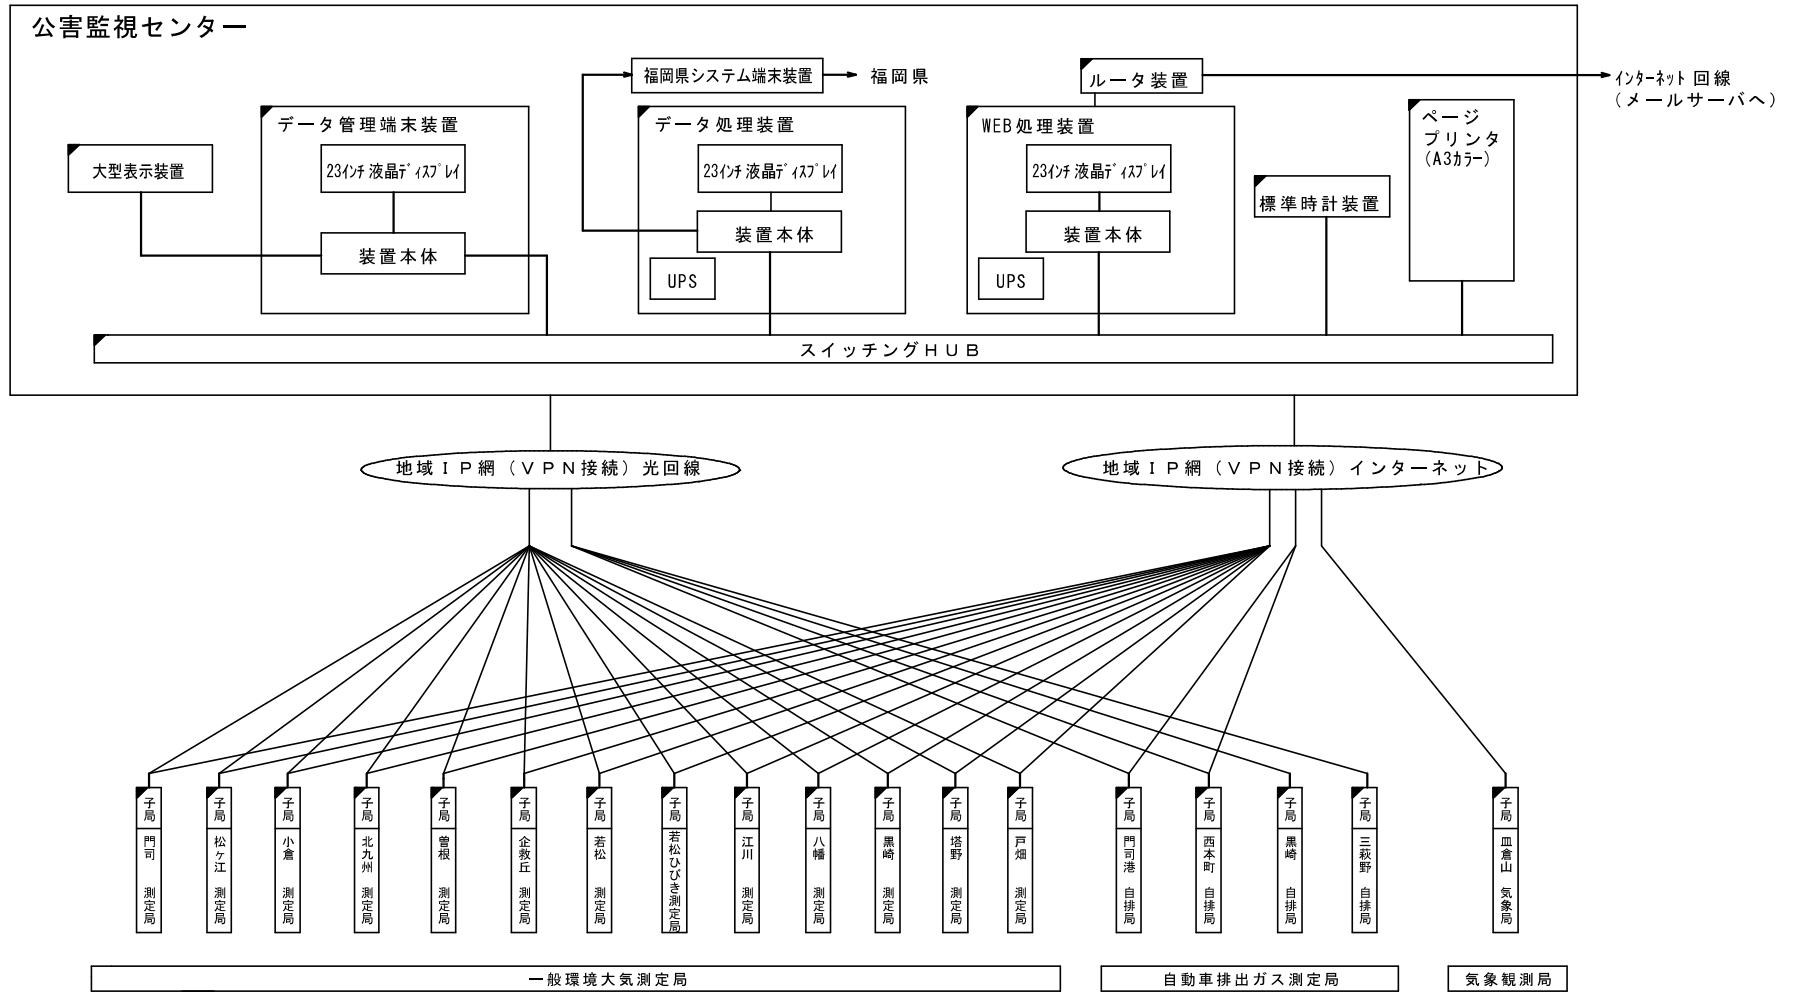 公害監視センター
福岡県システム端末装置
福岡県
ルータ装置
インターネット回線
(メールサーバへ)
データ管理端末装置
データ処理装置
WEB処理装置
ページ
プリンタ
(A3カラー)
大型表示装置
23インチ液晶ディスプレイ
23インチ液晶ディスプレイ
23インチ液晶ディスプレイ
標準時計装置
装置本体
装置本体
装置本体
UPS
UPS
スイッチングHUB
地域IP網(VPN接続)光回線
地域IP網(VPN接続)インターネット
子局 門司 測定局
子局 松ヶ江 測定局
子局 小倉 測定局
子局 北九州 測定局
子局 曽根 測定局
子局 企救丘 測定局
子局 若松 測定局
子局 若松ひびき測定局
子局 江川 測定局
子局 八幡 測定局
子局 黒崎 測定局
子局 塔野 測定局
子局 戸畑 測定局
子局 門司港 自排局
子局 西本町 自排局
子局 黒崎 自排局
子局 三萩野 自排局
子局 皿倉山 気象局
一般環境大気測定局
自動車排出ガス測定局
気象観測局